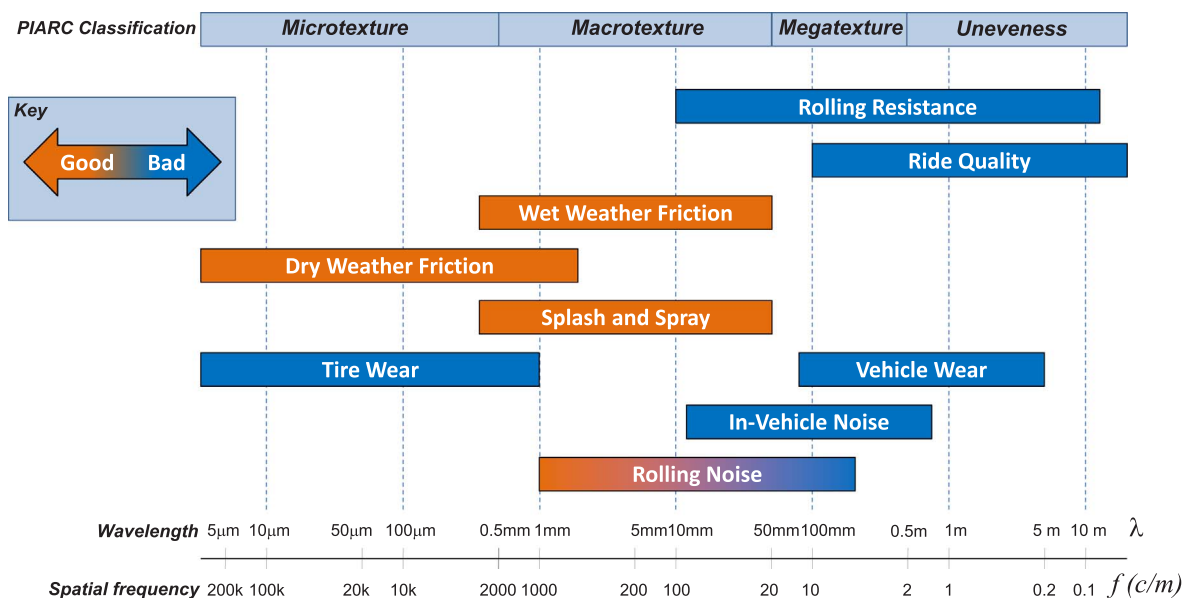 PIARC Classification Microtexture Macrotexture Megatexture Uneveness
Key
Good Bad
Rolling Resistance
Ride Quality
Wet Weather Friction
Dry Weather Friction
Splash and Spray
Tire Wear Vehicle Wear
In-Vehicle Noise
Rolling Noise
Wavelength 5μm 10μm 50μm 100μm 0.5mm 1mm 5mm 10mm 50mm 100mm 0.5m 1m 5 m 10 m λ
Spatial frequency 200k 100k 20k 10k 2000 1000 200 100 20 10 2 1 0.2 0.1 f (c/m)